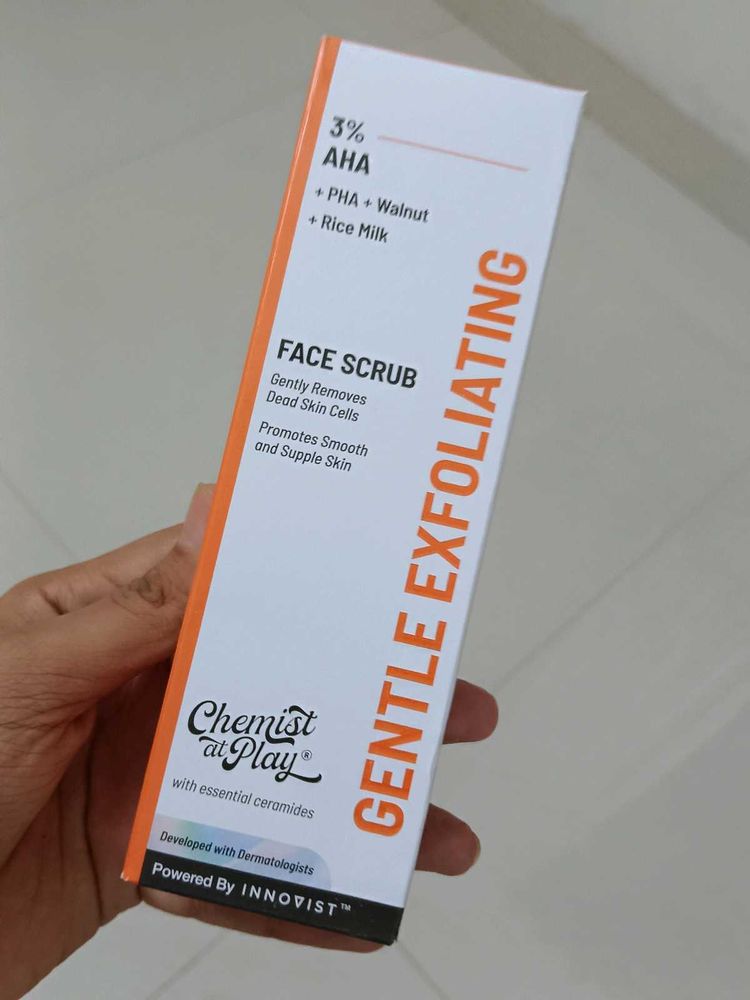 3%
AHA
+ PHA + Walnut
+ Rice Milk
FACE SCRUB
Gently Removes
Dead Skin Cells
Promotes Smooth
and Supple Skin
GENTLE EXFOLIATING
Chemist
at Play®
with essential ceramides
Developed with Dermatologists
Powered By INNOVIST™